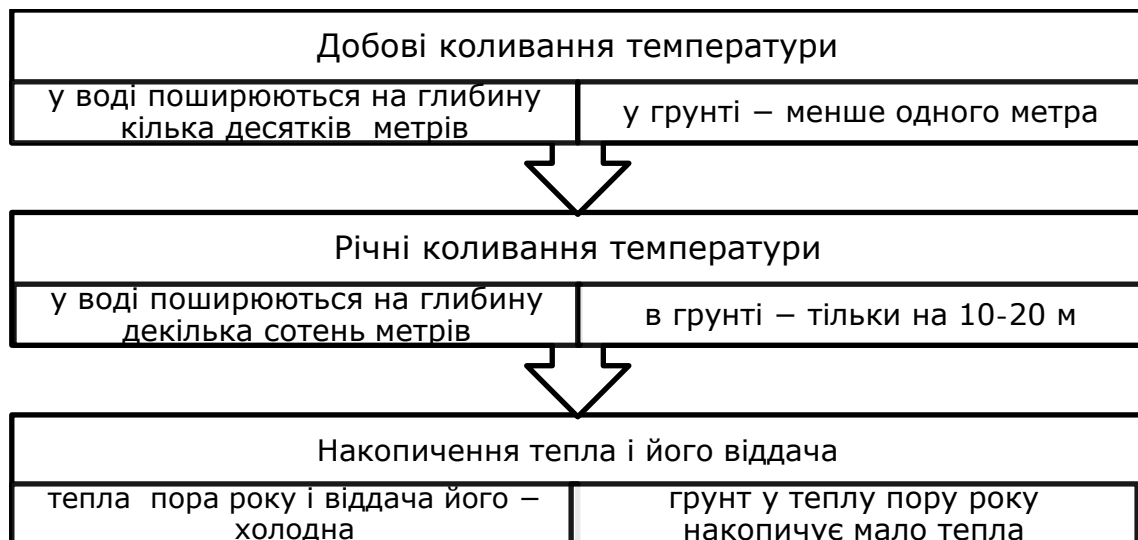 Добові коливання температури
у воді поширюються на глибину
кілька десятків метрів
у грунті − менше одного метра
Річні коливання температури
у воді поширюються на глибину
декілька сотень метрів
в грунті − тільки на 10-20 м
Накопичення тепла і його віддача
тепла пора року і віддача його −
холодна
грунт у теплу пору року
накопичує мало тепла